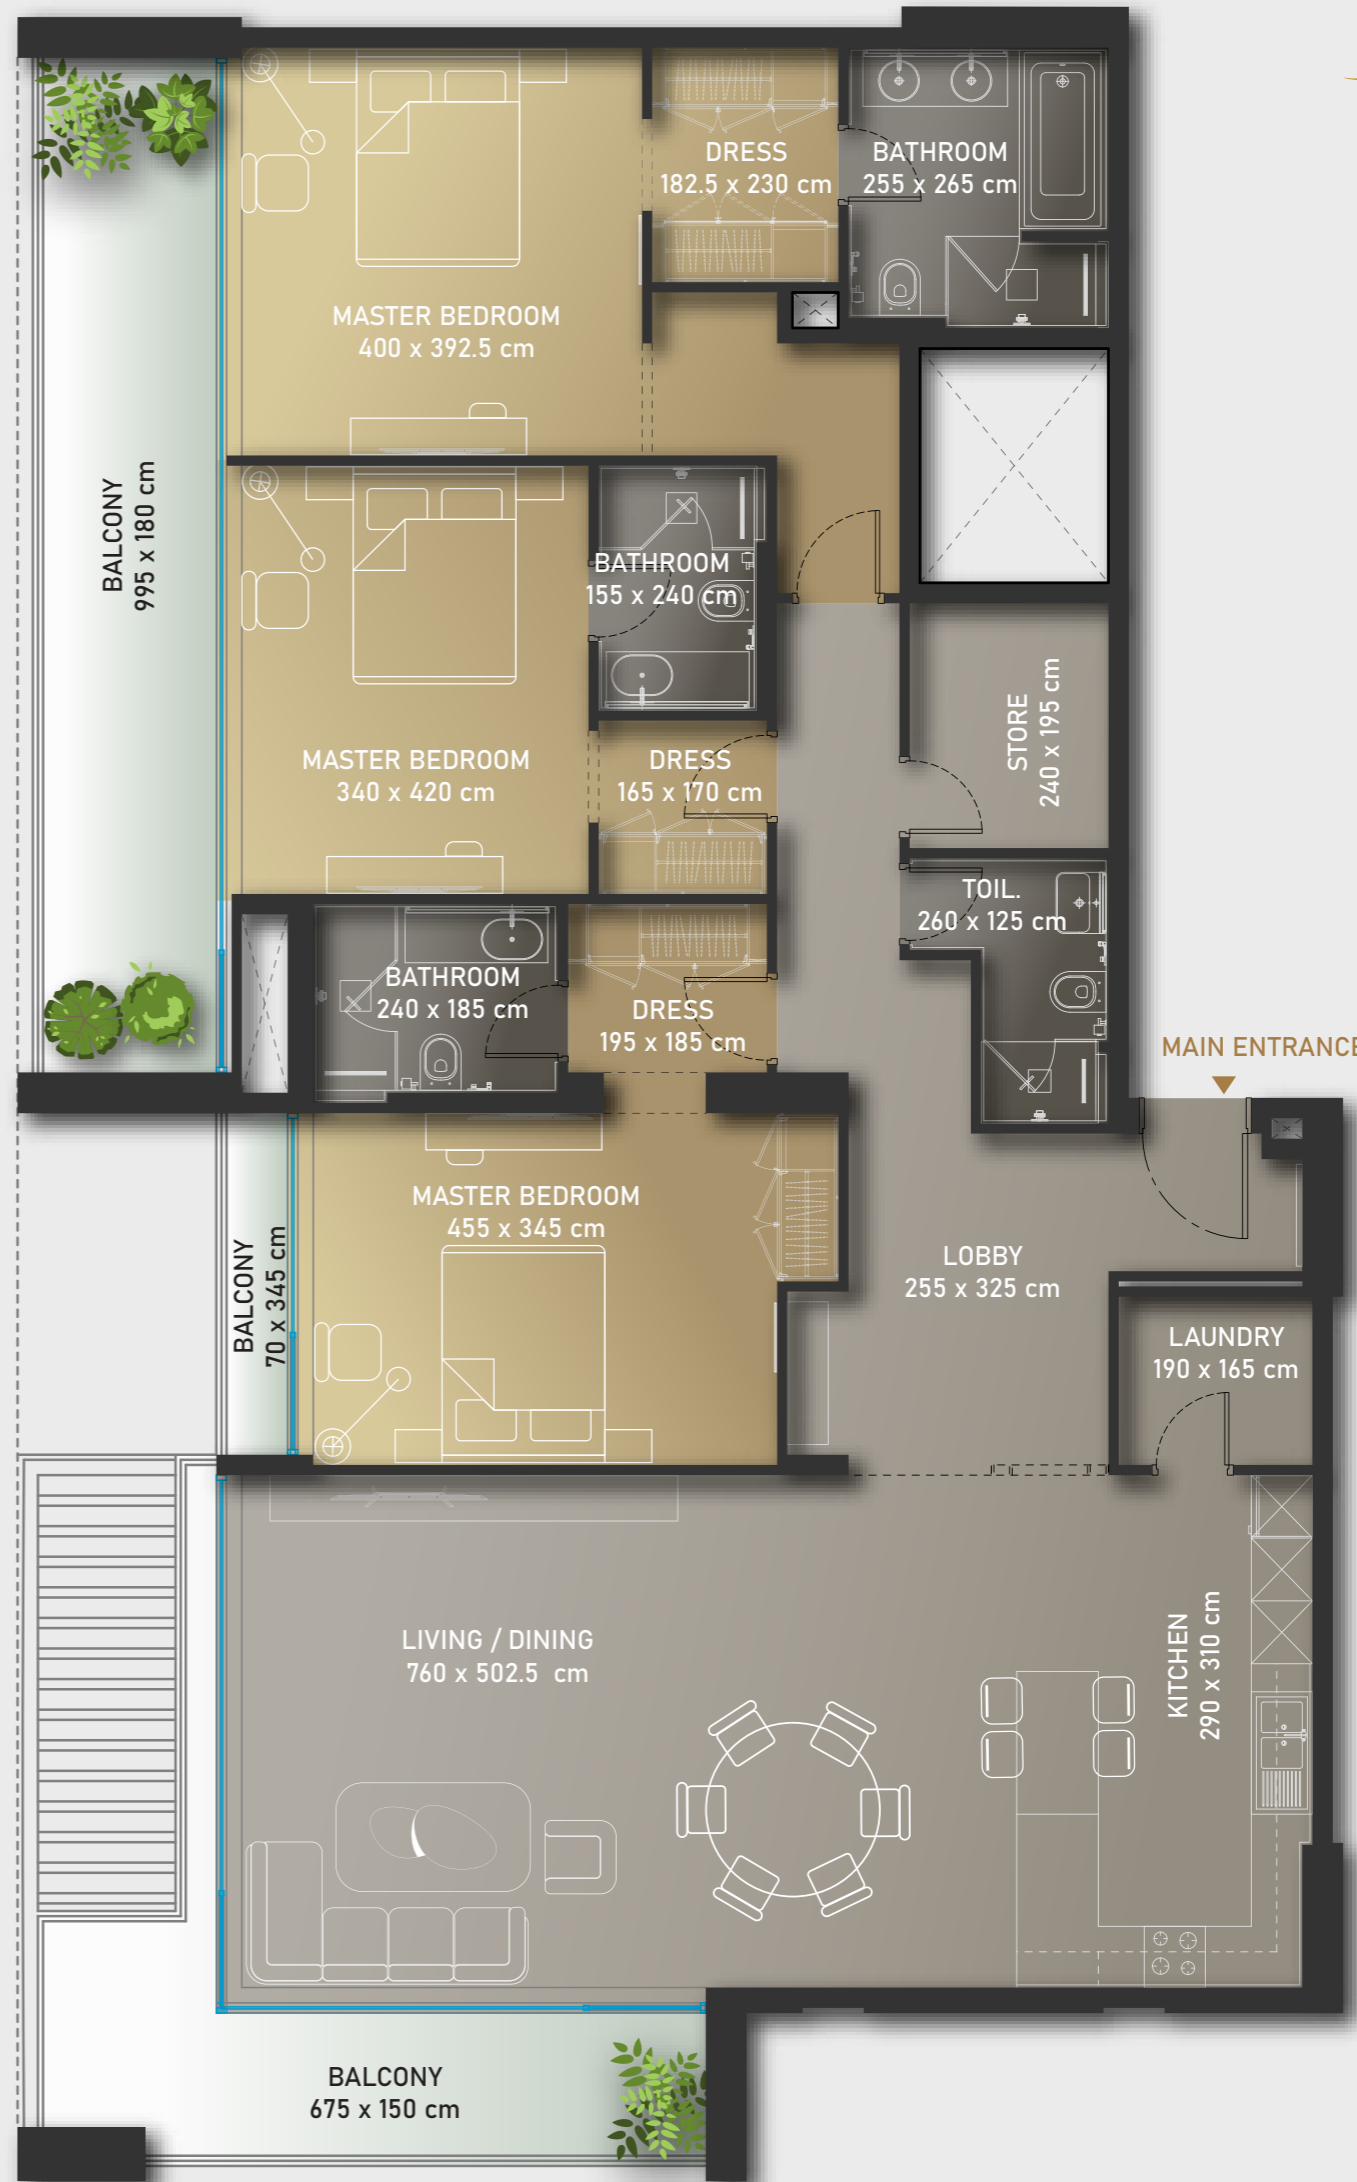 DRESS
182.5 x 230 cm
BATHROOM
255 x 265 cm
MASTER BEDROOM
400 x 392.5 cm
BALCONY
995 x 180 cm
BATHROOM
155 x 240 cm
MASTER BEDROOM
340 x 420 cm
DRESS
165 x 170 cm
STORE
240 x 195 cm
TOIL.
260 x 125 cm
BATHROOM
240 x 185 cm
DRESS
195 x 185 cm
MAIN ENTRANCE
MASTER BEDROOM
455 x 345 cm
BALCONY
70 x 345 cm
LOBBY
255 x 325 cm
LAUNDRY
190 x 165 cm
LIVING / DINING
760 x 502.5 cm
KITCHEN
290 x 310 cm
BALCONY
675 x 150 cm